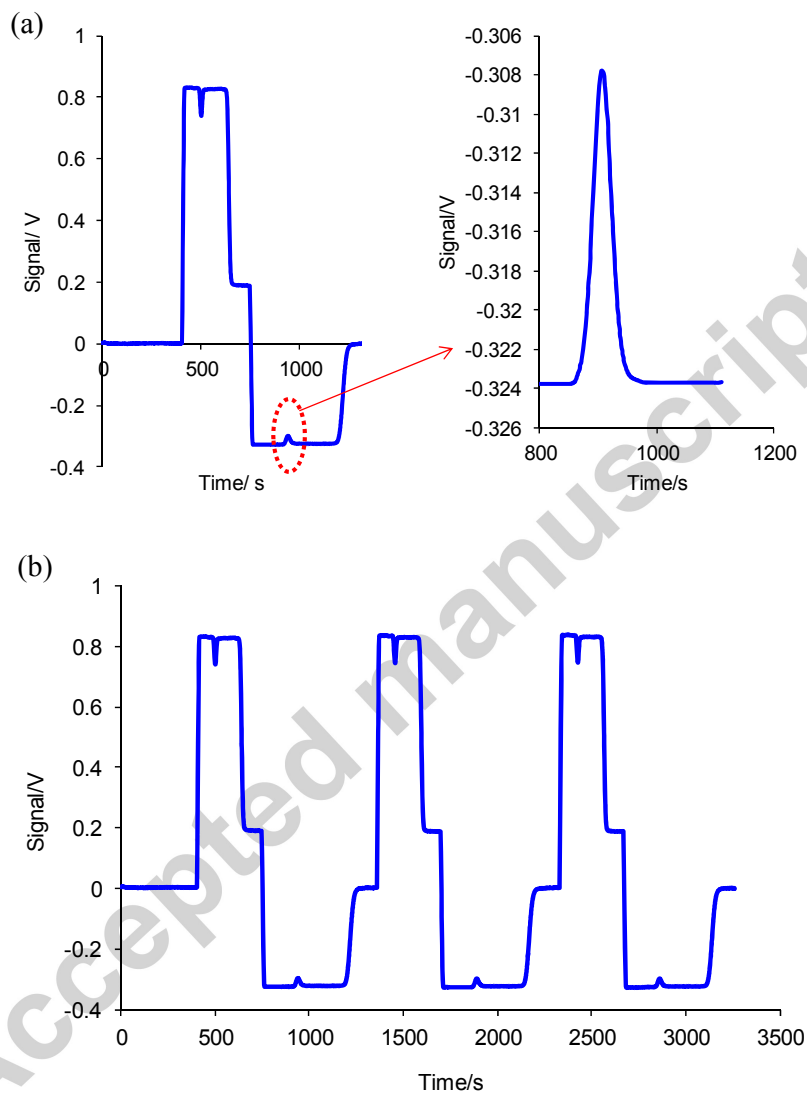 (a)
1
0.8
0.6
0.4
0.2
0
-0.2
-0.4
Signal/ V
0 500 1000
Time/ s
-0.306
-0.308
-0.31
-0.312
-0.314
-0.316
-0.318
-0.32
-0.322
-0.324
-0.326
Signal/V
800 1000 1200
Time/s
(b)
1
0.8
0.6
0.4
0.2
0
-0.2
-0.4
Signal/V
0 500 1000 1500 2000 2500 3000 3500
Time/s
Accepted manuscript